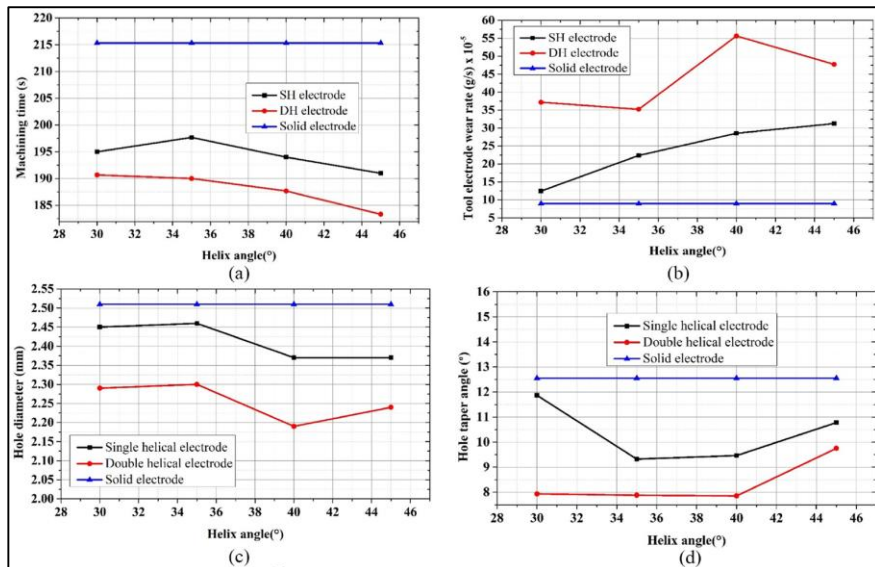 Machining time (s)
220
215
210
205
200
195
190
185
SH electrode
DH electrode
Solid electrode
28 30 32 34 36 38 40 42 44 46
Helix angle(°)
(a)
Tool electrode wear rate (g/s) x 10⁻⁵
60
55
50
45
40
35
30
25
20
15
10
5
SH electrode
DH electrode
Solid electrode
28 30 32 34 36 38 40 42 44 46
Helix angle(°)
(b)
Hole diameter (mm)
2.55
2.50
2.45
2.40
2.35
2.30
2.25
2.20
2.15
2.10
2.05
2.00
Single helical electrode
Double helical electrode
Solid electrode
28 30 32 34 36 38 40 42 44 46
Helix angle(°)
(c)
Hole taper angle (°)
16
15
14
13
12
11
10
9
8
Single helical electrode
Double helical electrode
Solid electrode
28 30 32 34 36 38 40 42 44 46
Helix angle(°)
(d)